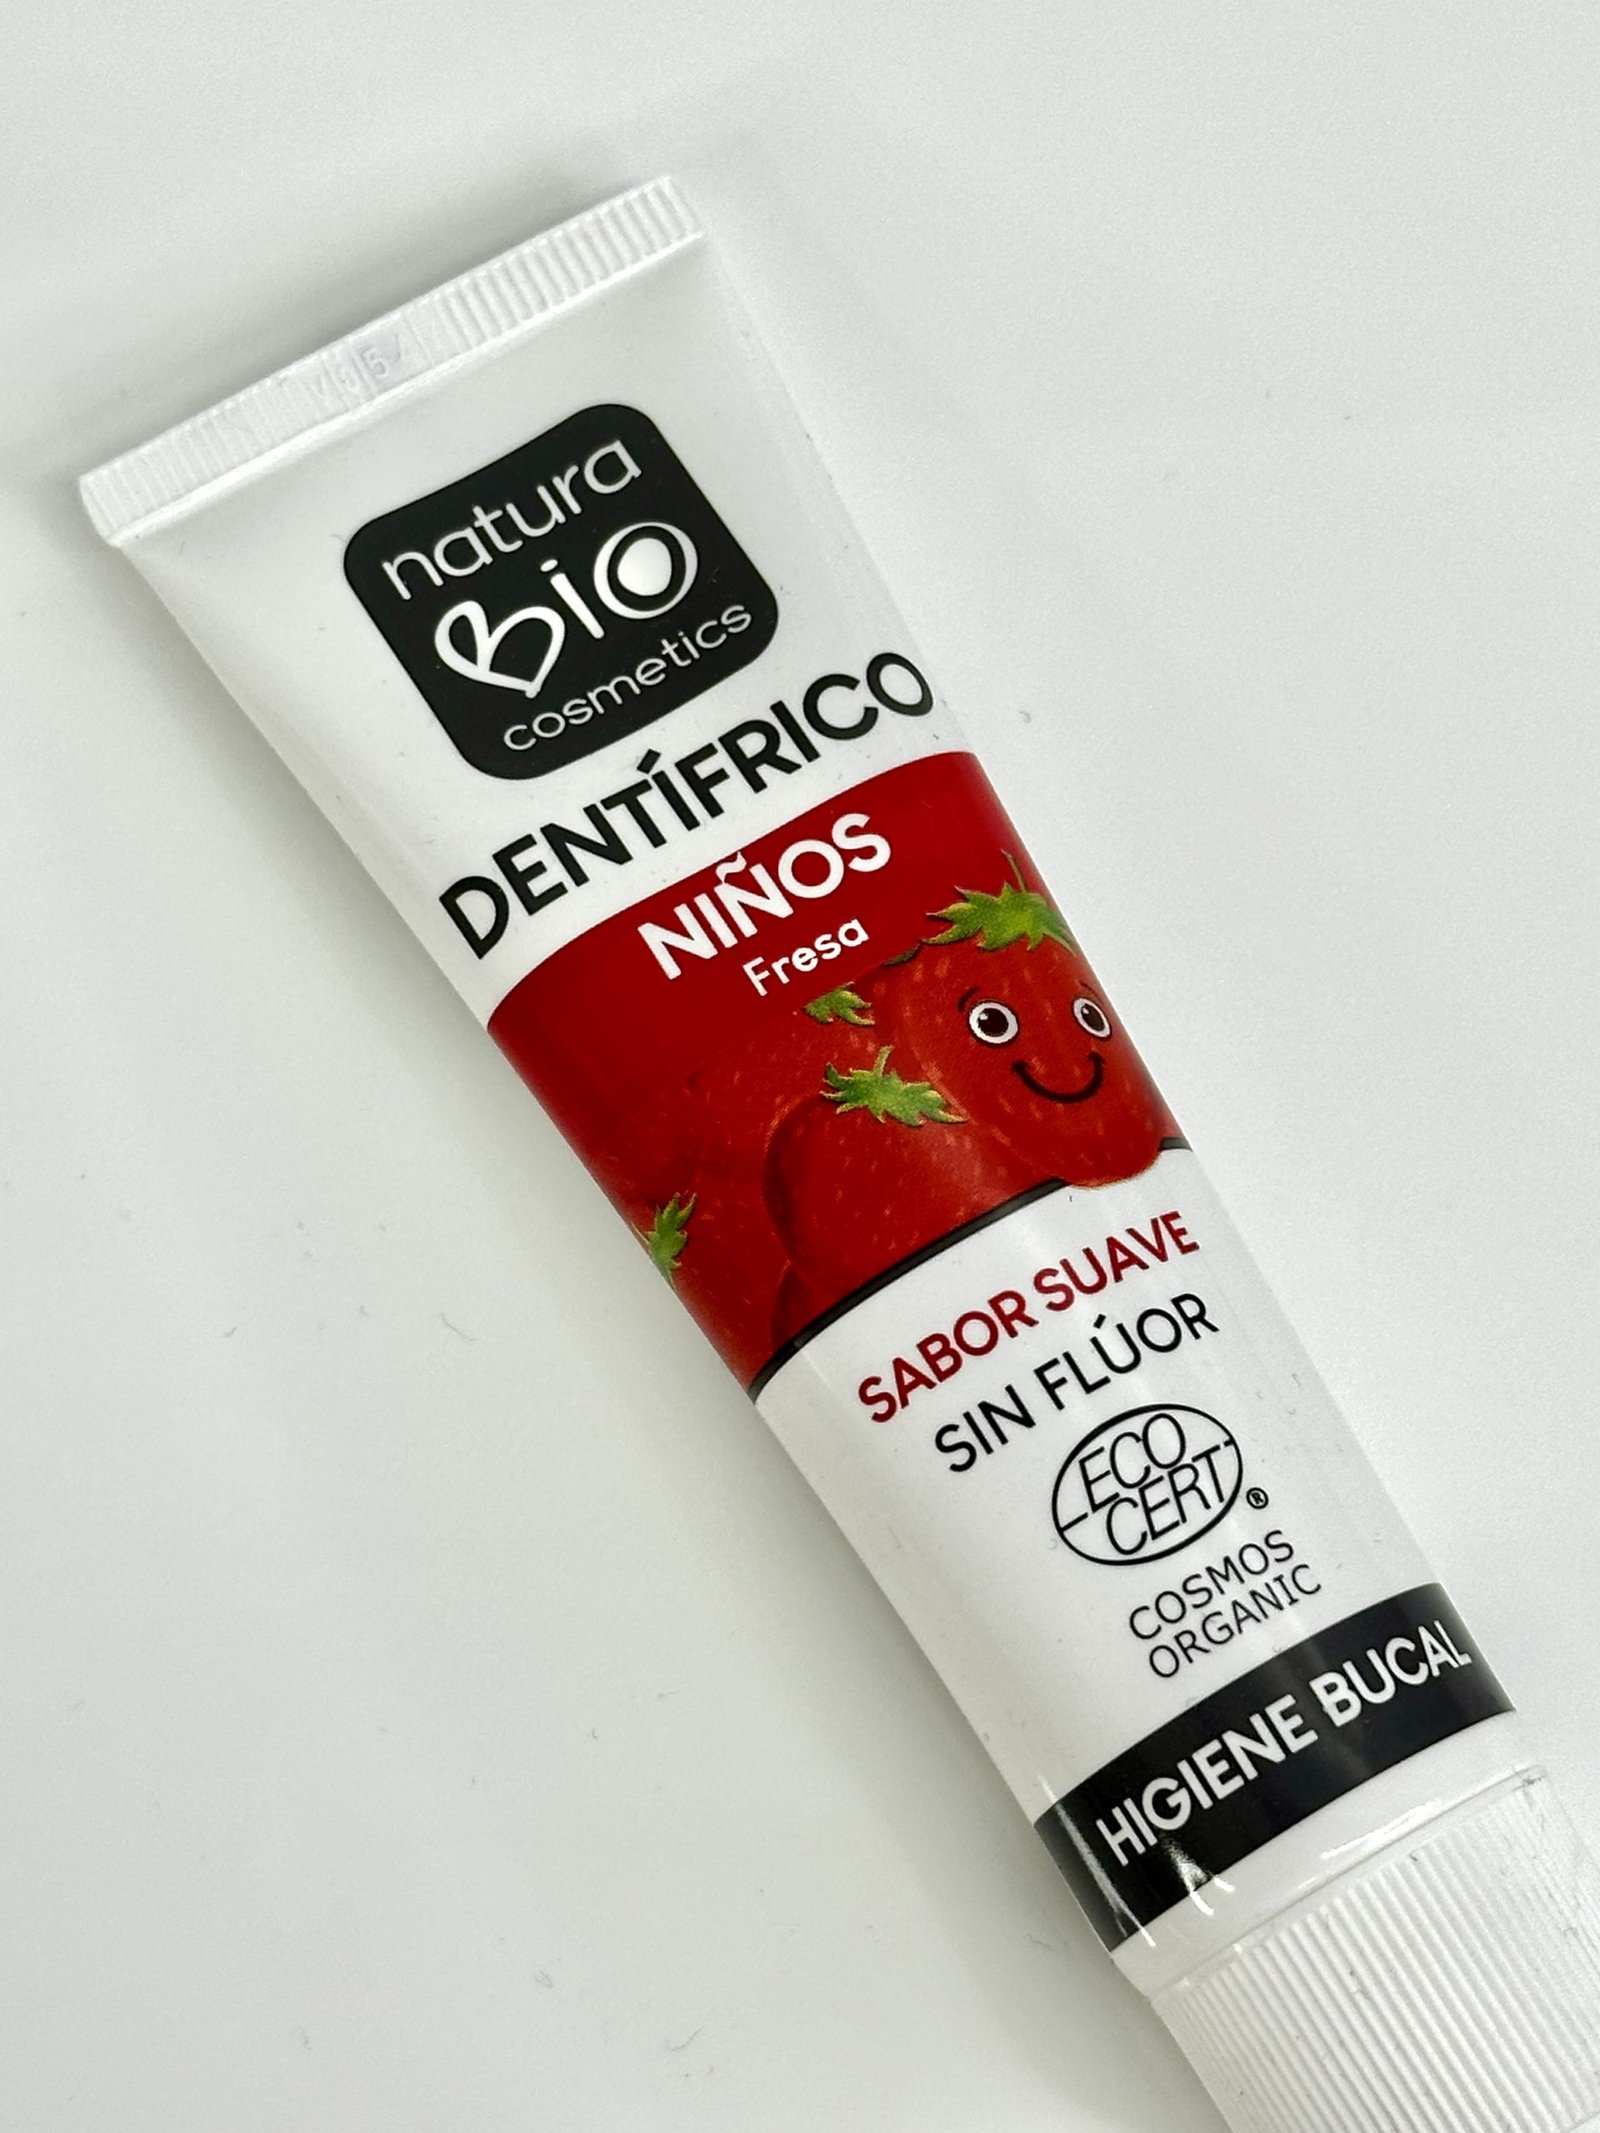 natura
Bio
cosmetics
DENTÍFRICO
NIÑOS
Fresa
SABOR SUAVE
SIN FLÚOR
ECO
CERT®
COSMOS
ORGANIC
HIGIENE BUCAL